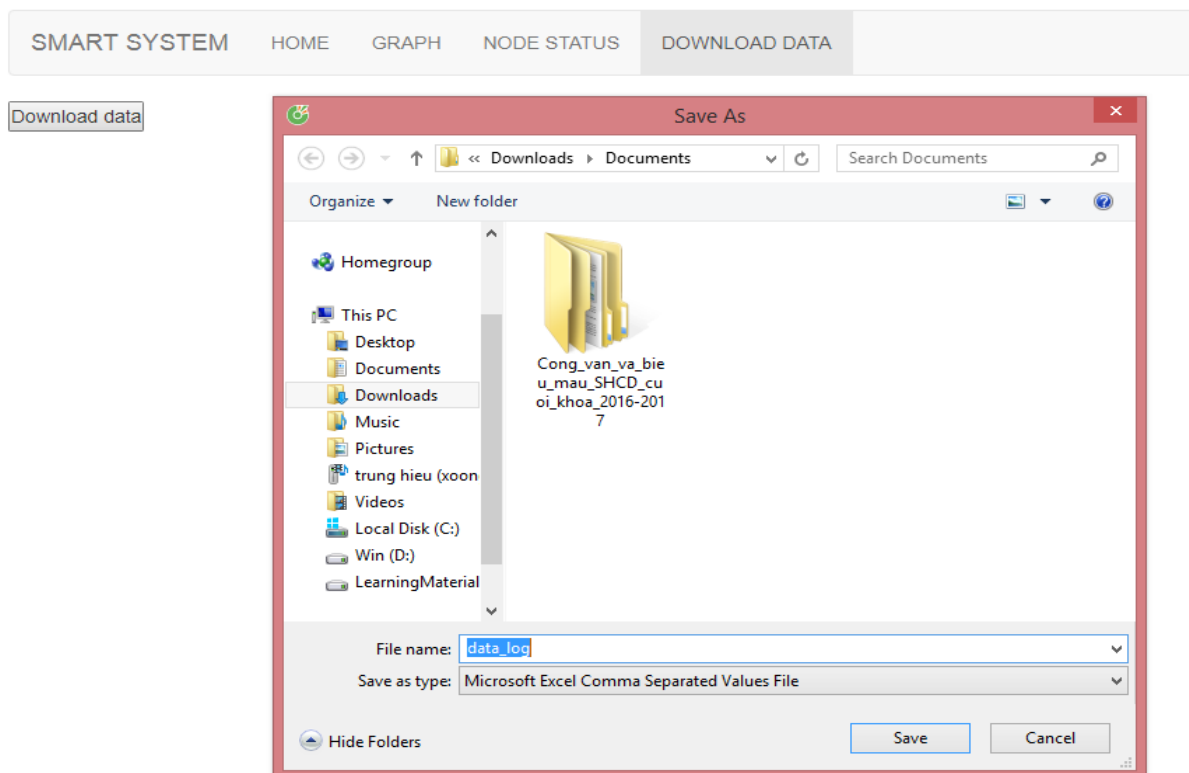 SMART SYSTEM HOME GRAPH NODE STATUS DOWNLOAD DATA
Download data
Save As
« Downloads Documents
Search Documents
Organize New folder
Homegroup
This PC
Desktop
Documents
Downloads
Music
Pictures
trung hieu (xoon
Videos
Local Disk (C:)
Win (D:)
LearningMaterial
Cong_van_va_bie
u_mau_SHCD_cu
oi_khoa_2016-201
7
File name: data_log
Save as type: Microsoft Excel Comma Separated Values File
Hide Folders
Save Cancel